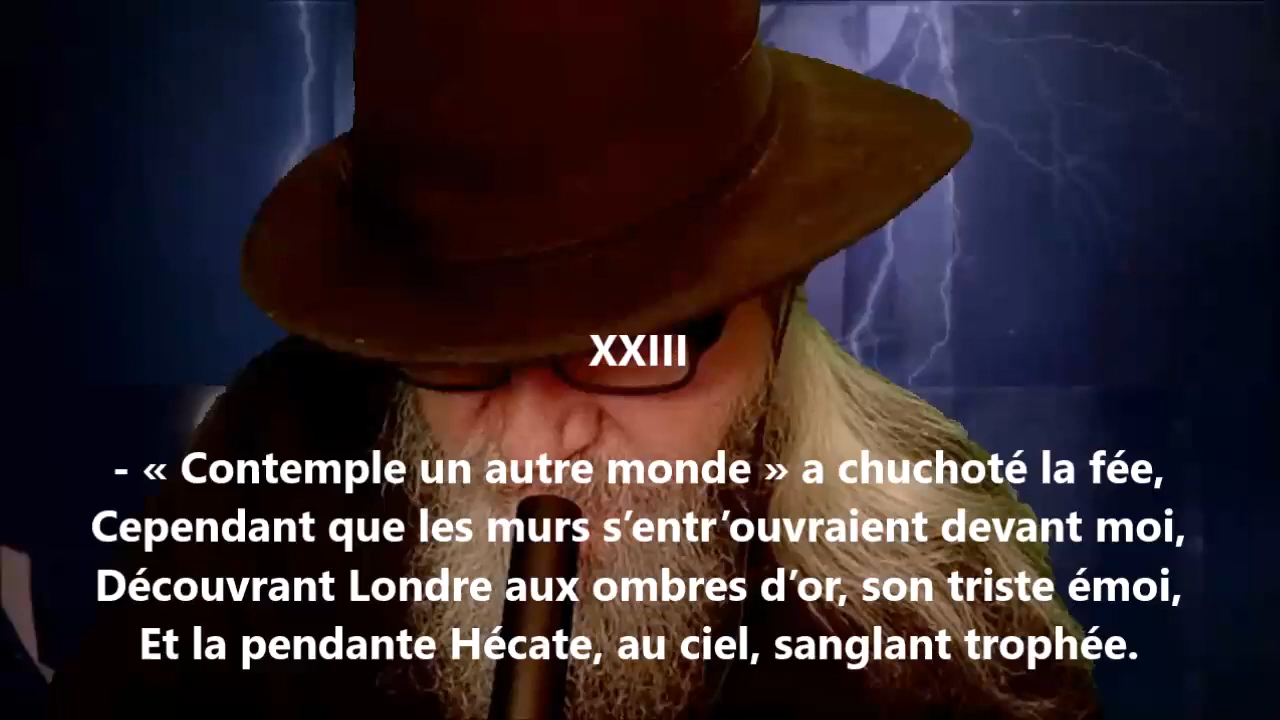 XXIII
- « Contemple un autre monde » a chuchoté la fée,
Cependant que les murs s’entr’ouvraient devant moi,
Découvrant Londre aux ombres d’or, son triste émoi,
Et la pendante Hécate, au ciel, sanglant trophée.